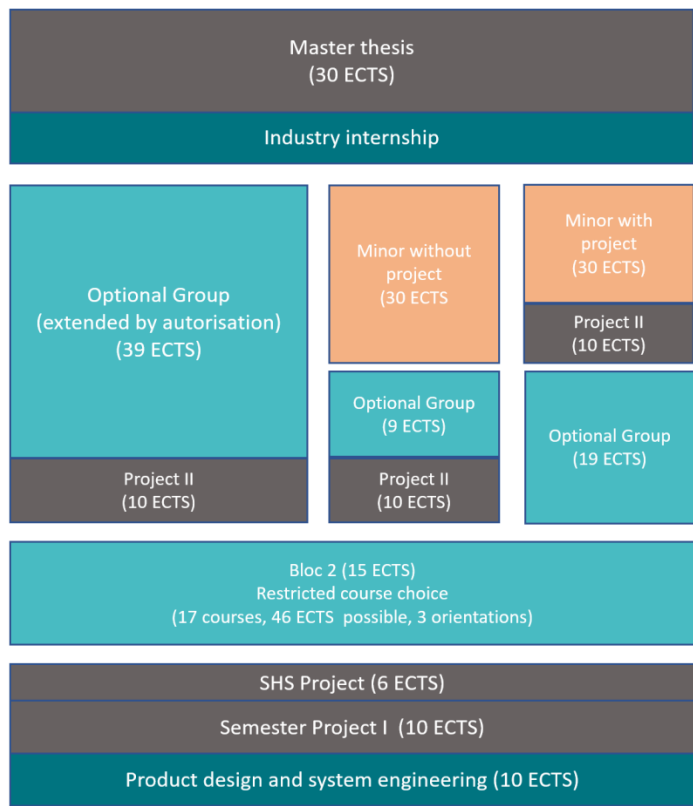 Master thesis
(30 ECTS)
Industry internship
Optional Group
(extended by autorisation)
(39 ECTS)
Project II
(10 ECTS)
Minor without
project
(30 ECTS
Optional Group
(9 ECTS)
Project II
(10 ECTS)
Minor with
project
(30 ECTS)
Project II
(10 ECTS)
Optional Group
(19 ECTS)
Bloc 2 (15 ECTS)
Restricted course choice
(17 courses, 46 ECTS possible, 3 orientations)
SHS Project (6 ECTS)
Semester Project I (10 ECTS)
Product design and system engineering (10 ECTS)